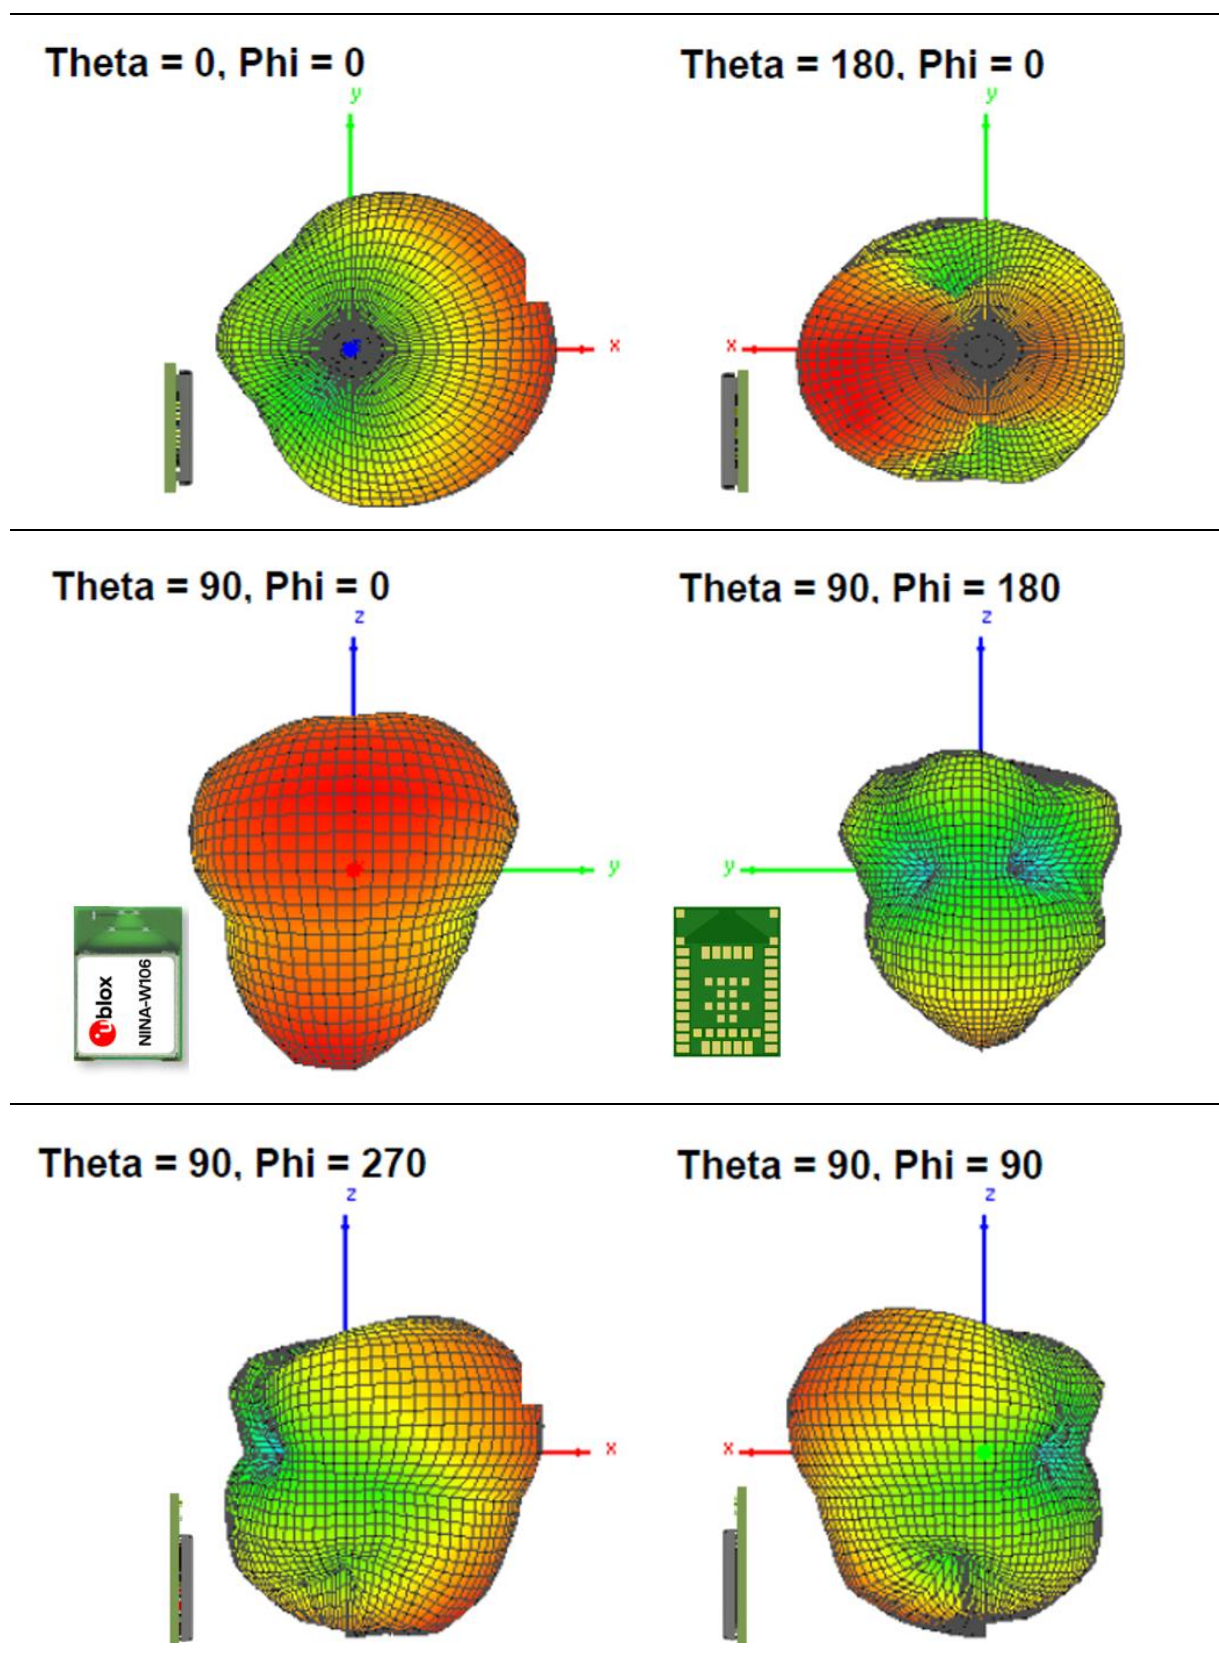 Theta = 0, Phi = 0
y
x
Theta = 180, Phi = 0
y
x
Theta = 90, Phi = 0
z
y
ublox
NINA-W106
Theta = 90, Phi = 180
z
y
Theta = 90, Phi = 270
z
x
Theta = 90, Phi = 90
z
x